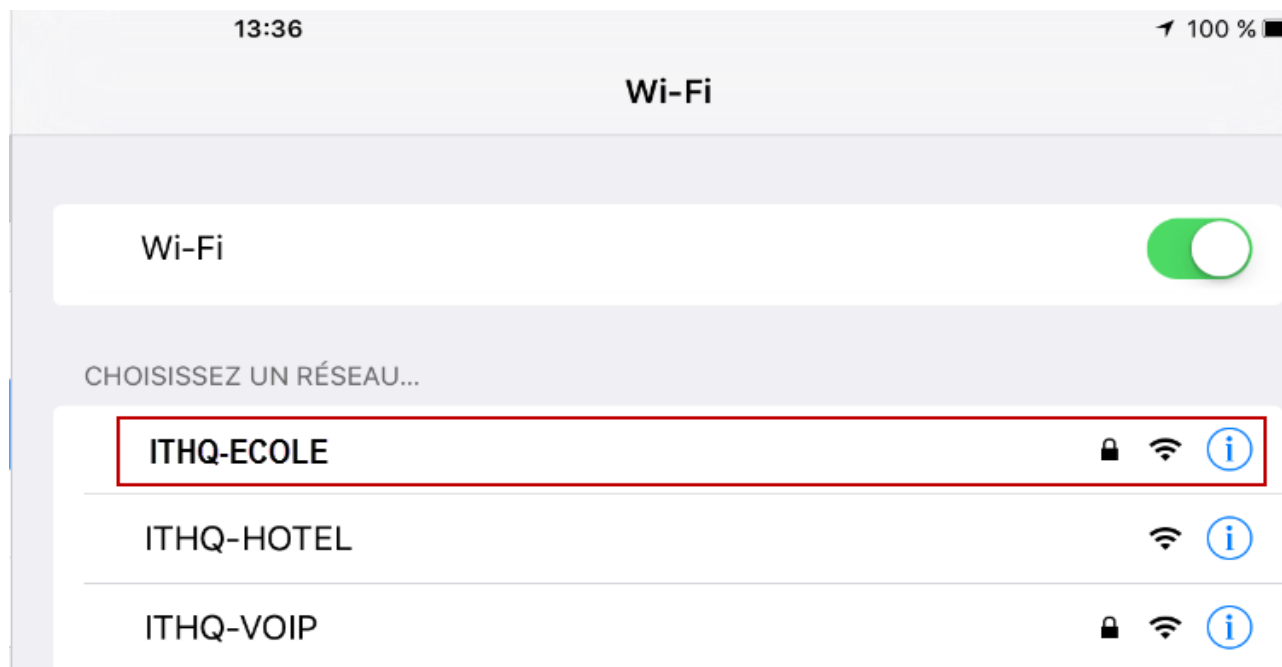 13:36 100 %
Wi-Fi
Wi-Fi
CHOISISSEZ UN RÉSEAU...
ITHQ-ECOLE
ITHQ-HOTEL
ITHQ-VOIP